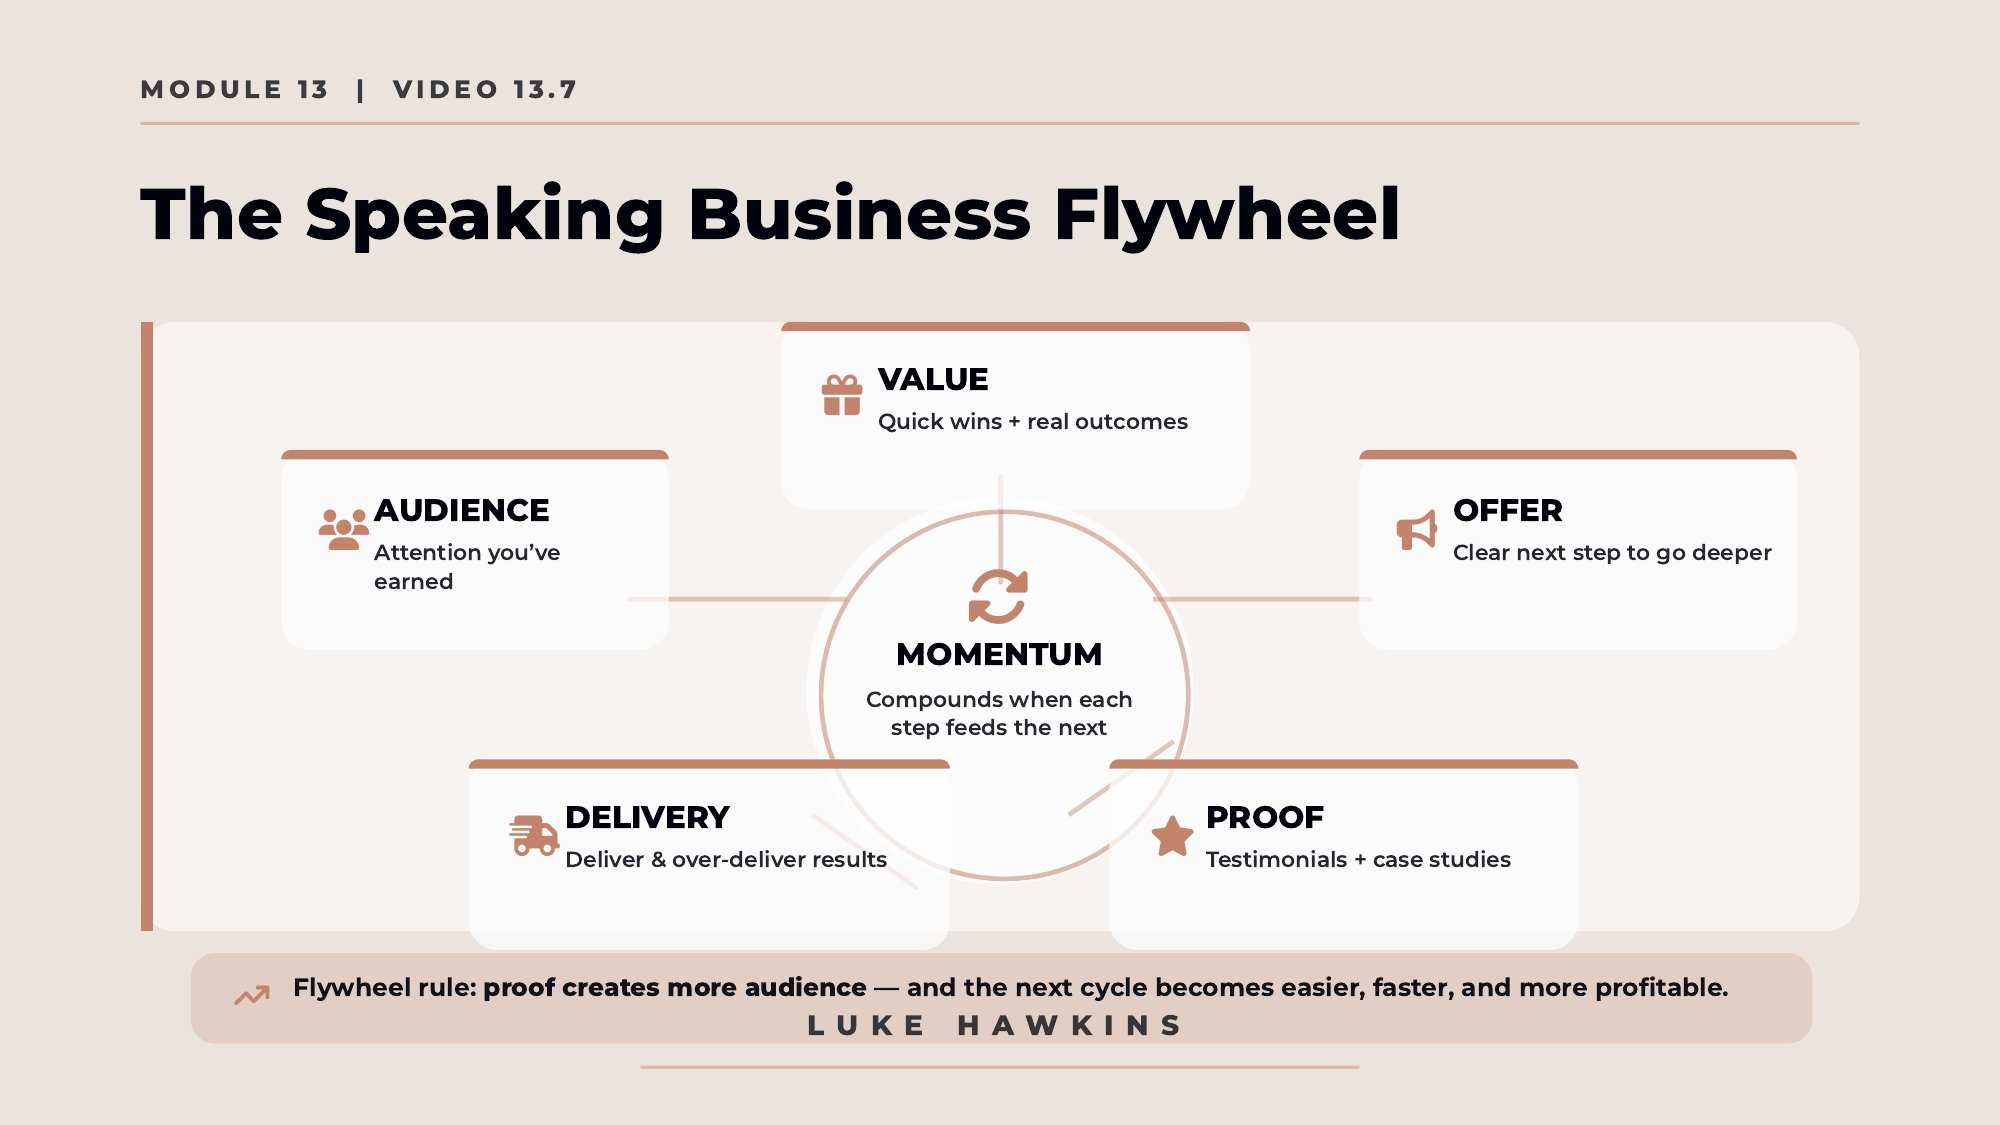 MODULE 13 | VIDEO 13.7
The Speaking Business Flywheel
VALUE
Quick wins + real outcomes
AUDIENCE
Attention you’ve
earned
OFFER
Clear next step to go deeper
MOMENTUM
Compounds when each
step feeds the next
DELIVERY
Deliver & over-deliver results
PROOF
Testimonials + case studies
Flywheel rule: proof creates more audience — and the next cycle becomes easier, faster, and more profitable.
LUKE HAWKINS